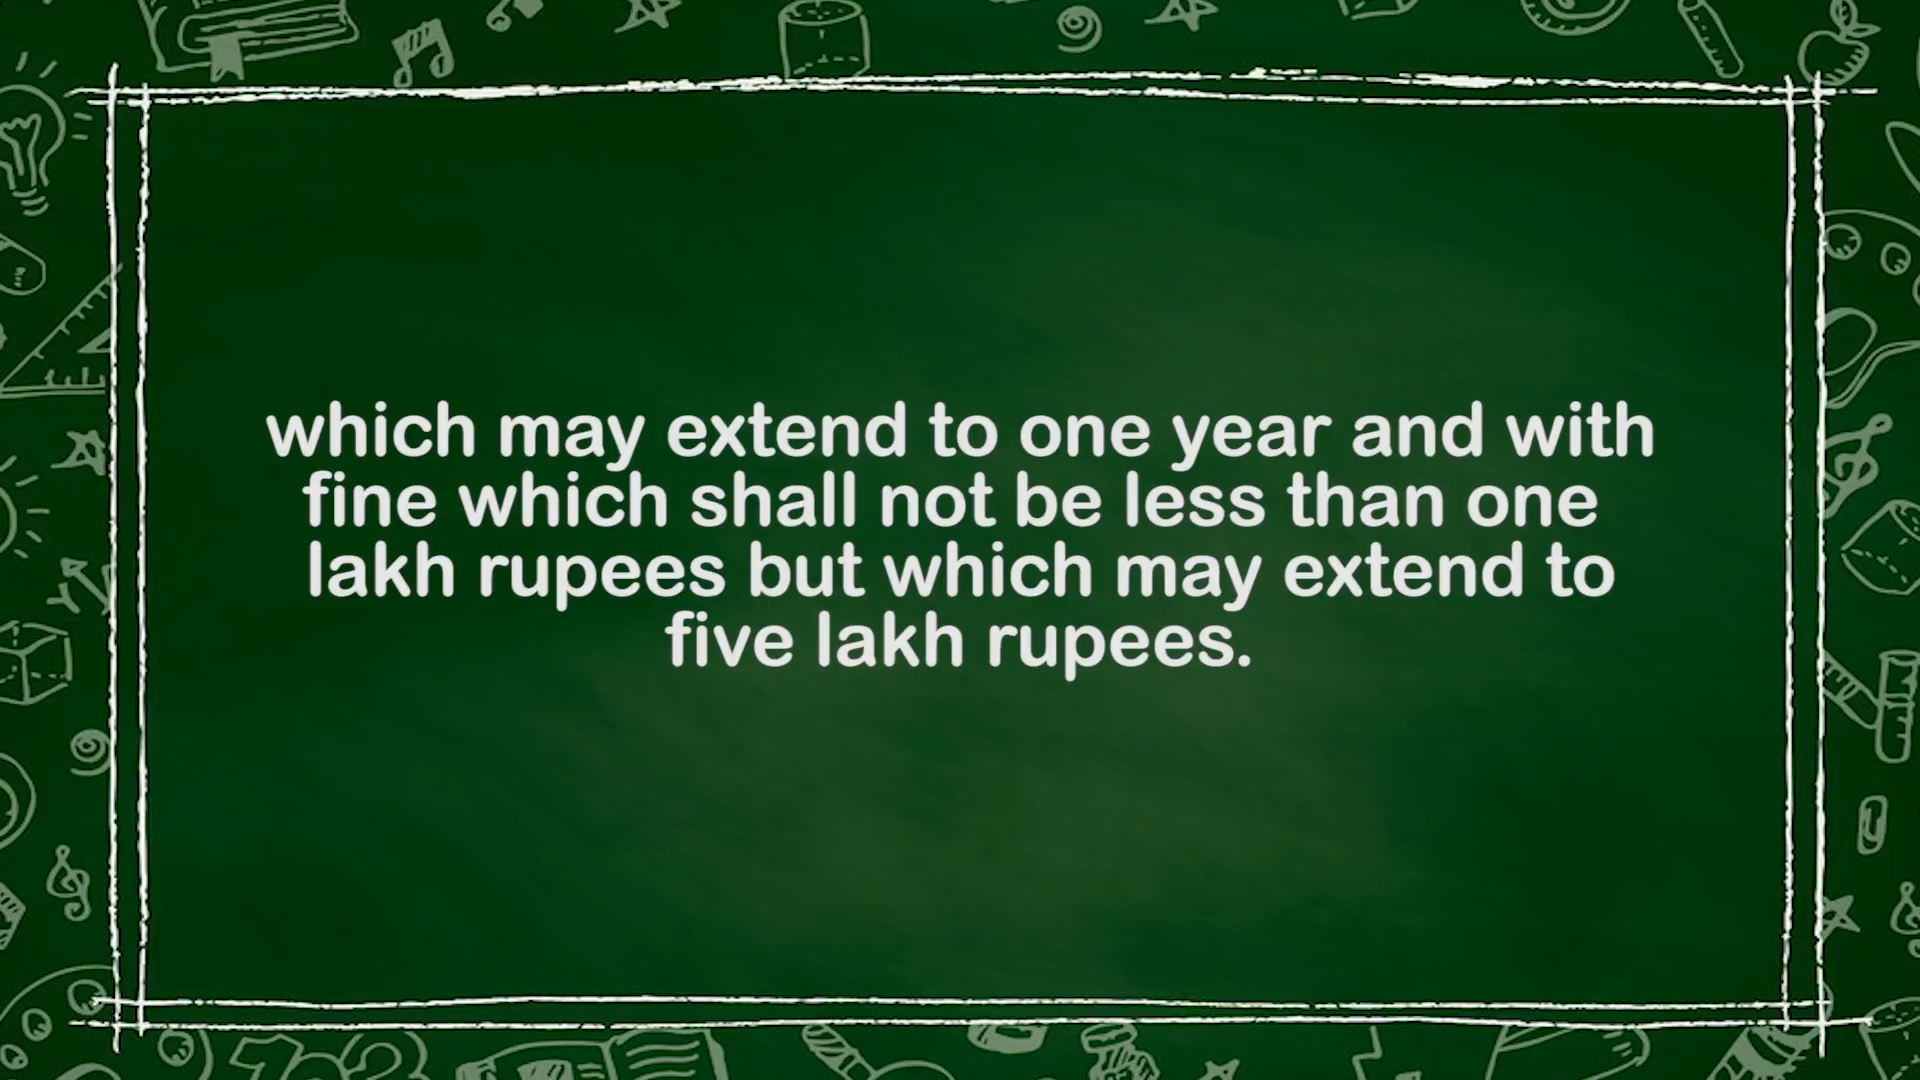 which may extend to one year and with
fine which shall not be less than one
lakh rupees but which may extend to
five lakh rupees.